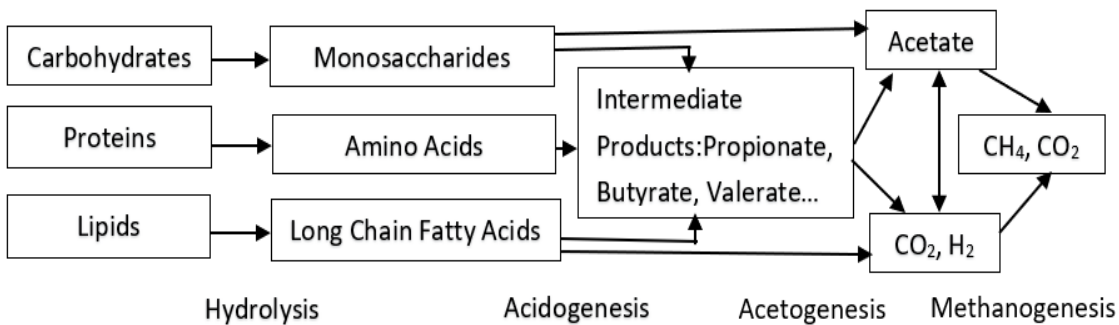 Carbohydrates
Monosaccharides
Acetate
Proteins
Amino Acids
Intermediate
Products:Propionate,
Butyrate, Valerate...
CH₄, CO₂
Lipids
Long Chain Fatty Acids
CO₂, H₂
Hydrolysis
Acidogenesis
Acetogenesis
Methanogenesis